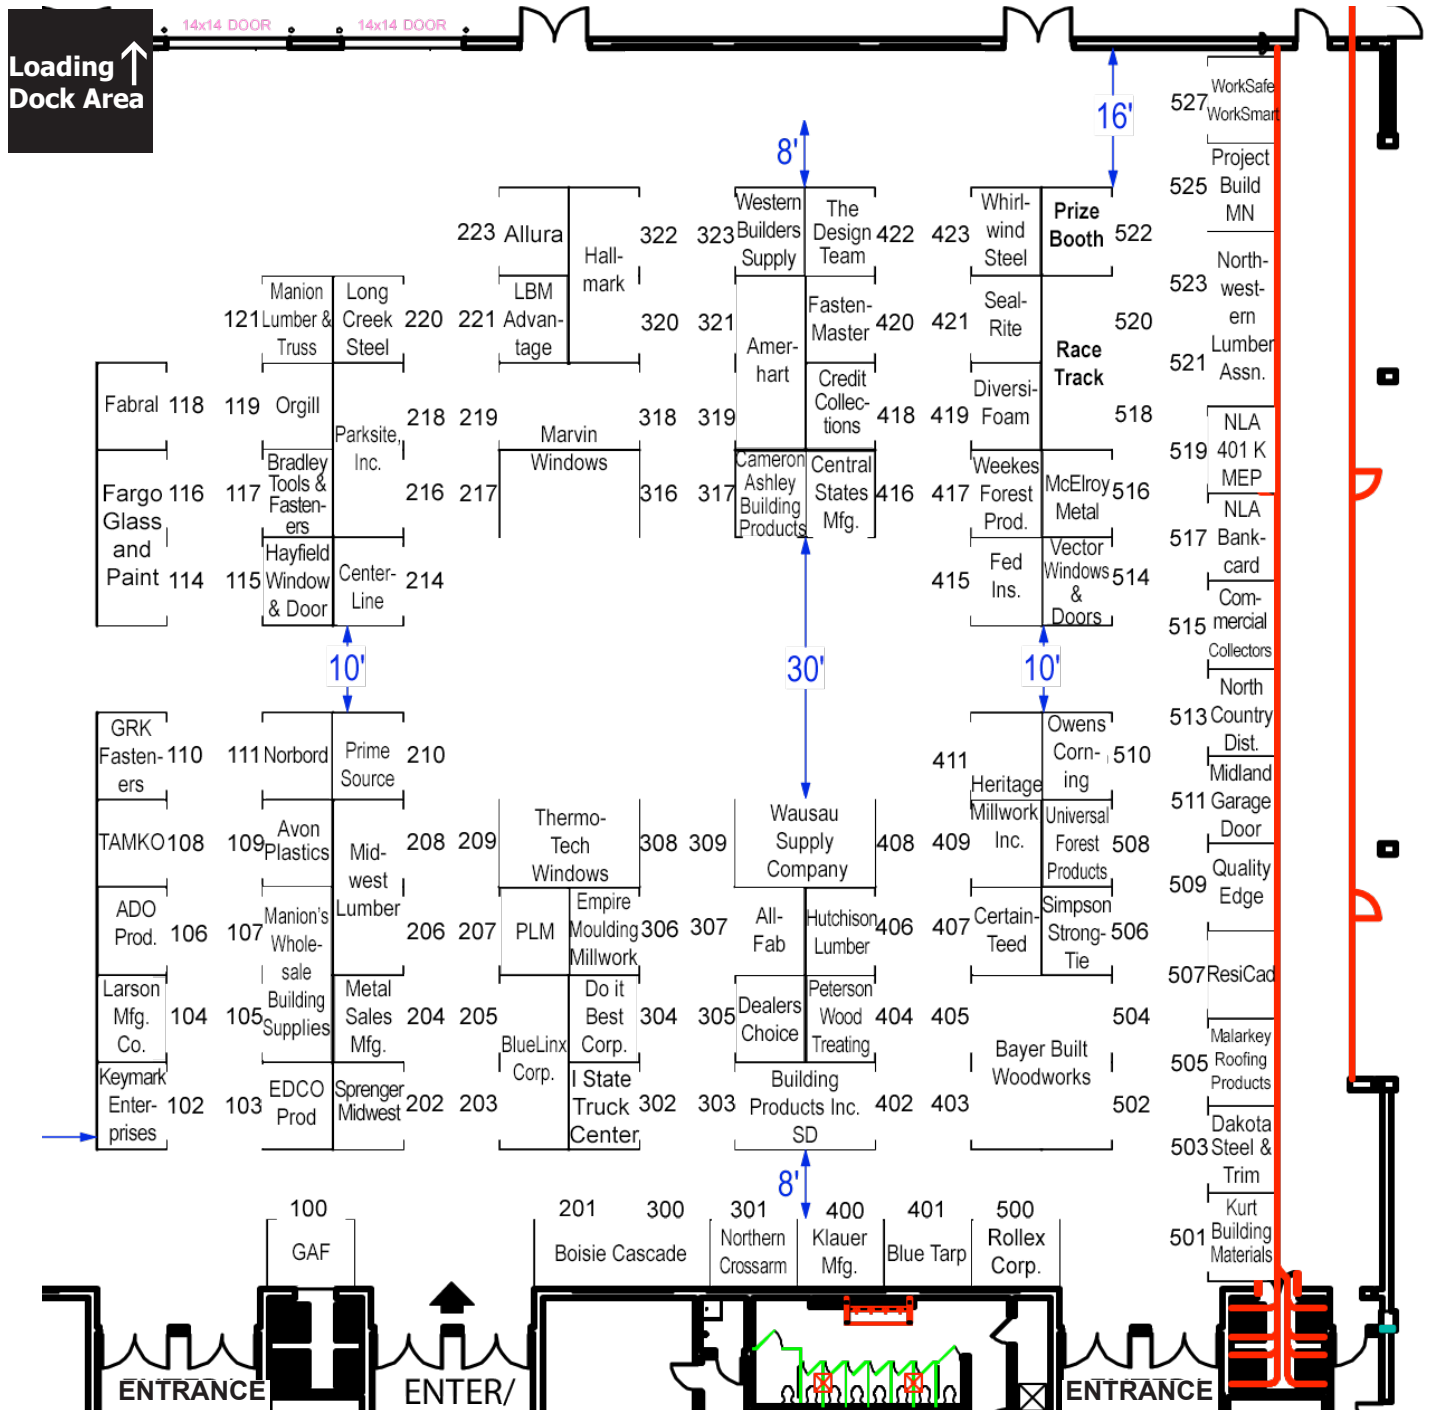 14x14 DOOR
14x14 DOOR
Loading
Dock Area
16'
8'
527
WorkSafe
WorkSmart
525
Project
Build
MN
223
Allura
Hall-
mark
322
323
Western
Builders
Supply
The
Design
Team
422
423
Whirl-
wind
Steel
Prize
Booth
522
523
521
North-
west-
ern
Lumber
Assn.
121
Manion
Lumber &
Truss
Long
Creek
Steel
220
221
LBM
Advan-
tage
320
321
Amer-
hart
Fasten-
Master
420
421
Seal-
Rite
520
Race
Track
Fabral
118
119
Orgill
Parksite,
Inc.
218
219
Marvin
Windows
318
319
Credit
Collec-
tions
418
419
Diversi-
Foam
518
519
NLA
401 K
MEP
Fargo
Glass
and
Paint
116
117
Bradley
Tools &
Fasten-
ers
216
217
316
317
Cameron
Ashley
Building
Products
Central
States
Mfg.
416
417
Weekes
Forest
Prod.
McElroy
Metal
516
517
NLA
Bank-
card
114
115
Hayfield
Window
& Door
Center-
Line
214
415
Fed
Ins.
Vector
Windows
&
Doors
514
515
Com-
mercial
Collectors
10'
30'
10'
513
North
Country
Dist.
GRK
Fasten-
ers
110
111
Norbord
Prime
Source
210
411
Heritage
Millwork
Inc.
Owens
Corn-
ing
510
511
Midland
Garage
Door
TAMKO
108
109
Avon
Plastics
Mid-
west
Lumber
208
209
Thermo-
Tech
Windows
308
309
Wausau
Supply
Company
408
409
Universal
Forest
Products
508
509
Quality
Edge
ADO
Prod.
106
107
Manion's
Whole-
sale
Building
Supplies
206
207
PLM
Empire
Moulding
Millwork
306
307
All-
Fab
Hutchison
Lumber
406
407
Certain-
Teed
Simpson
Strong-
Tie
506
507
ResiCad
Larson
Mfg.
Co.
104
105
Metal
Sales
Mfg.
204
205
BlueLinx
Corp.
Do it
Best
Corp.
304
305
Dealers
Choice
Peterson
Wood
Treating
404
405
Bayer Built
Woodworks
504
505
Malarkey
Roofing
Products
Keymark
Enter-
prises
102
103
EDCO
Prod
Sprenger
Midwest
202
203
I State
Truck
Center
302
303
Building
Products Inc.
SD
402
403
502
503
Dakota
Steel &
Trim
8'
100
GAF
201
300
Boisie Cascade
301
Northern
Crossarm
400
Klauer
Mfg.
401
Blue Tarp
500
Rollex
Corp.
501
Kurt
Building
Materials
ENTRANCE
ENTER/
ENTRANCE